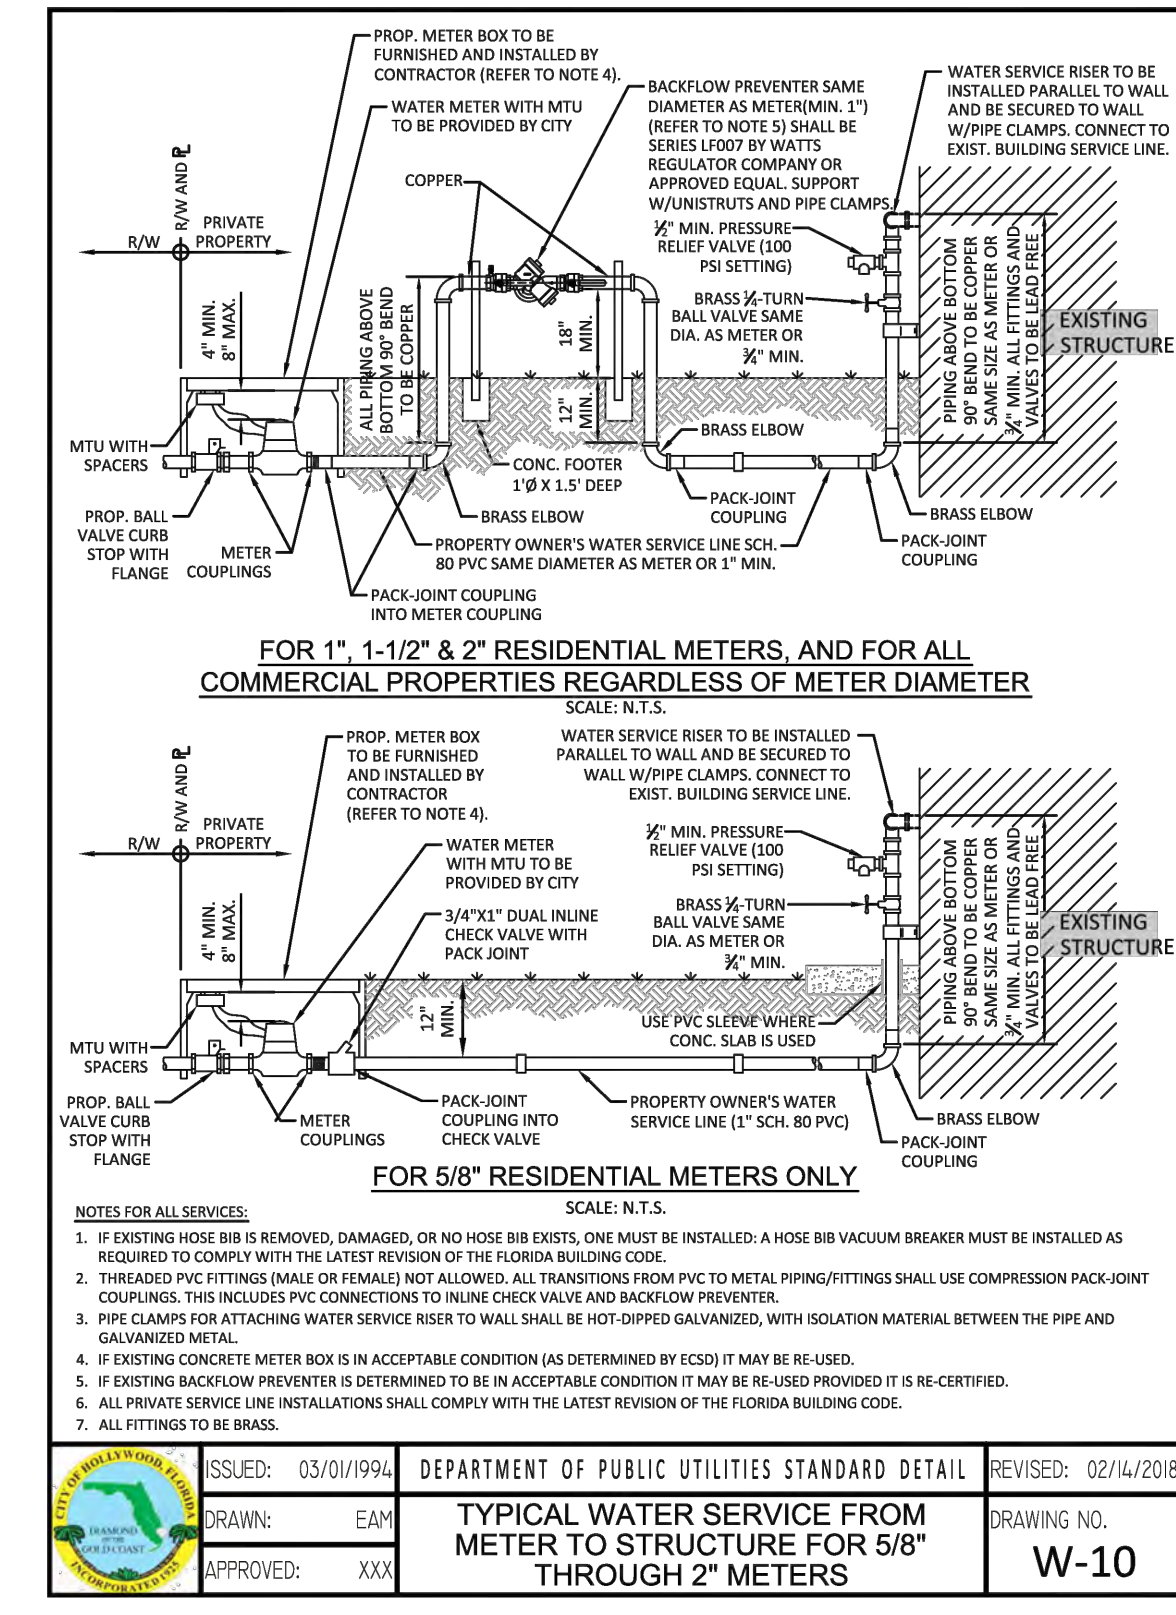 PROP. METER BOX TO BE
FURNISHED AND INSTALLED BY
CONTRACTOR (REFER TO NOTE 4).
WATER METER WITH MTU
TO BE PROVIDED BY CITY
BACKFLOW PREVENTER SAME
DIAMETER AS METER(MIN. 1")
(REFER TO NOTE 5) SHALL BE
SERIES LF007 BY WATTS
REGULATOR COMPANY OR
APPROVED EQUAL. SUPPORT
W/UNISTRUTS AND PIPE CLAMPS.
WATER SERVICE RISER TO BE
INSTALLED PARALLEL TO WALL
AND BE SECURED TO WALL
W/PIPE CLAMPS. CONNECT TO
EXIST. BUILDING SERVICE LINE.
COPPER
R/W AND PL
R/W
PRIVATE
PROPERTY
½" MIN. PRESSURE
RELIEF VALVE (100
PSI SETTING)
BRASS ¼-TURN
BALL VALVE SAME
DIA. AS METER OR
¾" MIN.
4" MIN.
8" MAX.
ALL PIPING ABOVE
BOTTOM 90° BEND
TO BE COPPER
18"
MIN.
12"
MIN.
PIPING ABOVE BOTTOM
90° BEND TO BE COPPER
SAME SIZE AS METER OR
¾" MIN. ALL FITTINGS AND
VALVES TO BE LEAD FREE
EXISTING
STRUCTURE
MTU WITH
SPACERS
BRASS ELBOW
CONC. FOOTER
1'Ø X 1.5' DEEP
PACK-JOINT
COUPLING
BRASS ELBOW
BRASS ELBOW
PROP. BALL
VALVE CURB
STOP WITH
FLANGE
METER
COUPLINGS
PROPERTY OWNER'S WATER SERVICE LINE SCH.
80 PVC SAME DIAMETER AS METER OR 1" MIN.
PACK-JOINT
COUPLING
PACK-JOINT COUPLING
INTO METER COUPLING
FOR 1", 1-1/2" & 2" RESIDENTIAL METERS, AND FOR ALL
COMMERCIAL PROPERTIES REGARDLESS OF METER DIAMETER
SCALE: N.T.S.
PROP. METER BOX
TO BE FURNISHED
AND INSTALLED BY
CONTRACTOR
(REFER TO NOTE 4).
WATER SERVICE RISER TO BE INSTALLED
PARALLEL TO WALL AND BE SECURED TO
WALL W/PIPE CLAMPS. CONNECT TO
EXIST. BUILDING SERVICE LINE.
R/W AND PL
R/W
PRIVATE
PROPERTY
WATER METER
WITH MTU TO BE
PROVIDED BY CITY
½" MIN. PRESSURE
RELIEF VALVE (100
PSI SETTING)
3/4"X1" DUAL INLINE
CHECK VALVE WITH
PACK JOINT
BRASS ¼-TURN
BALL VALVE SAME
DIA. AS METER OR
¾" MIN.
4" MIN.
8" MAX.
12"
MIN.
PIPING ABOVE BOTTOM
90° BEND TO BE COPPER
SAME SIZE AS METER OR
¾" MIN. ALL FITTINGS AND
VALVES TO BE LEAD FREE
EXISTING
STRUCTURE
USE PVC SLEEVE WHERE
CONC. SLAB IS USED
MTU WITH
SPACERS
PROP. BALL
VALVE CURB
STOP WITH
FLANGE
METER
COUPLINGS
PACK-JOINT
COUPLING INTO
CHECK VALVE
PROPERTY OWNER'S WATER
SERVICE LINE (1" SCH. 80 PVC)
BRASS ELBOW
PACK-JOINT
COUPLING
FOR 5/8" RESIDENTIAL METERS ONLY
SCALE: N.T.S.
NOTES FOR ALL SERVICES:
1. IF EXISTING HOSE BIB IS REMOVED, DAMAGED, OR NO HOSE BIB EXISTS, ONE MUST BE INSTALLED: A HOSE BIB VACUUM BREAKER MUST BE INSTALLED AS
REQUIRED TO COMPLY WITH THE LATEST REVISION OF THE FLORIDA BUILDING CODE.
2. THREADED PVC FITTINGS (MALE OR FEMALE) NOT ALLOWED. ALL TRANSITIONS FROM PVC TO METAL PIPING/FITTINGS SHALL USE COMPRESSION PACK-JOINT
COUPLINGS. THIS INCLUDES PVC CONNECTIONS TO INLINE CHECK VALVE AND BACKFLOW PREVENTER.
3. PIPE CLAMPS FOR ATTACHING WATER SERVICE RISER TO WALL SHALL BE HOT-DIPPED GALVANIZED, WITH ISOLATION MATERIAL BETWEEN THE PIPE AND
GALVANIZED METAL.
4. IF EXISTING CONCRETE METER BOX IS IN ACCEPTABLE CONDITION (AS DETERMINED BY ECSD) IT MAY BE RE-USED.
5. IF EXISTING BACKFLOW PREVENTER IS DETERMINED TO BE IN ACCEPTABLE CONDITION IT MAY BE RE-USED PROVIDED IT IS RE-CERTIFIED.
6. ALL PRIVATE SERVICE LINE INSTALLATIONS SHALL COMPLY WITH THE LATEST REVISION OF THE FLORIDA BUILDING CODE.
7. ALL FITTINGS TO BE BRASS.
CITY OF HOLLYWOOD, FLORIDA
DIAMOND
OF THE
GOLD COAST
INCORPORATED 1925
ISSUED: 03/01/1994
DRAWN: EAM
APPROVED: XXX
DEPARTMENT OF PUBLIC UTILITIES STANDARD DETAIL
TYPICAL WATER SERVICE FROM
METER TO STRUCTURE FOR 5/8"
THROUGH 2" METERS
REVISED: 02/14/2018
DRAWING NO.
W-10